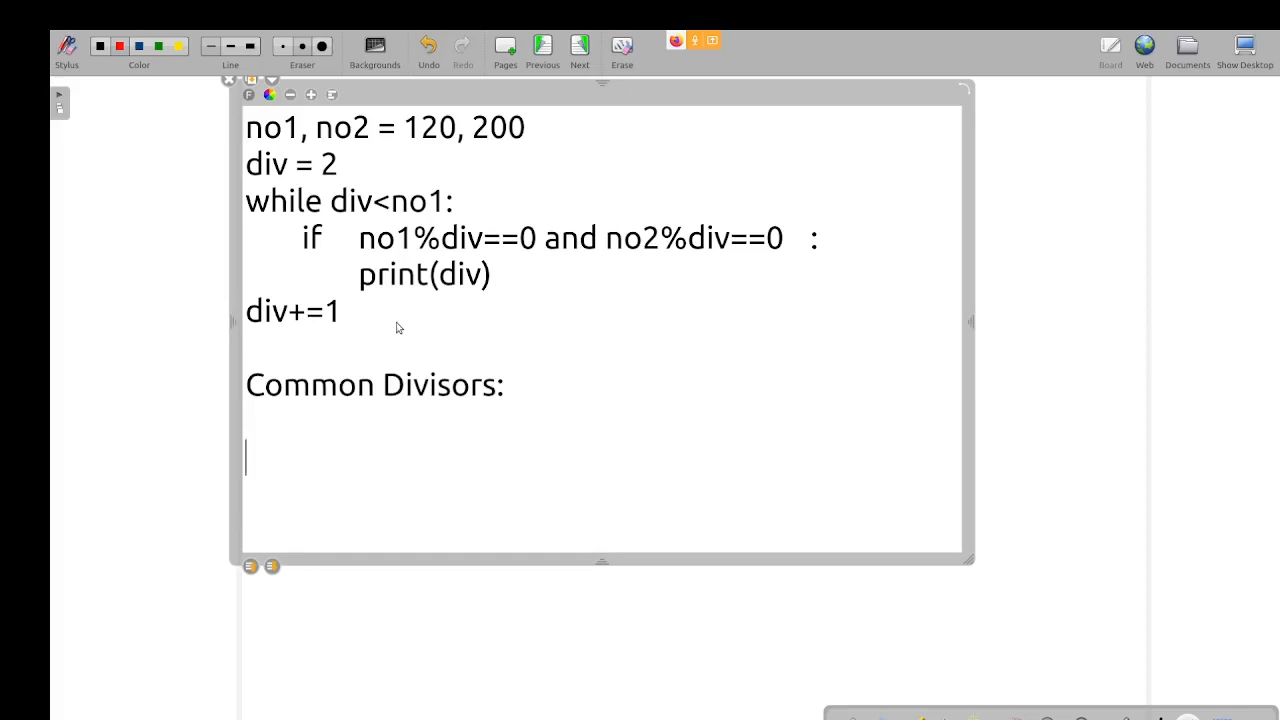 Stylus Color Line Eraser Backgrounds Undo Redo Pages Previous Next Erase Board Web Documents Show Desktop
F
no1, no2 = 120, 200
div = 2
while div<no1:
if no1%div==0 and no2%div==0 :
print(div)
div+=1
Common Divisors: